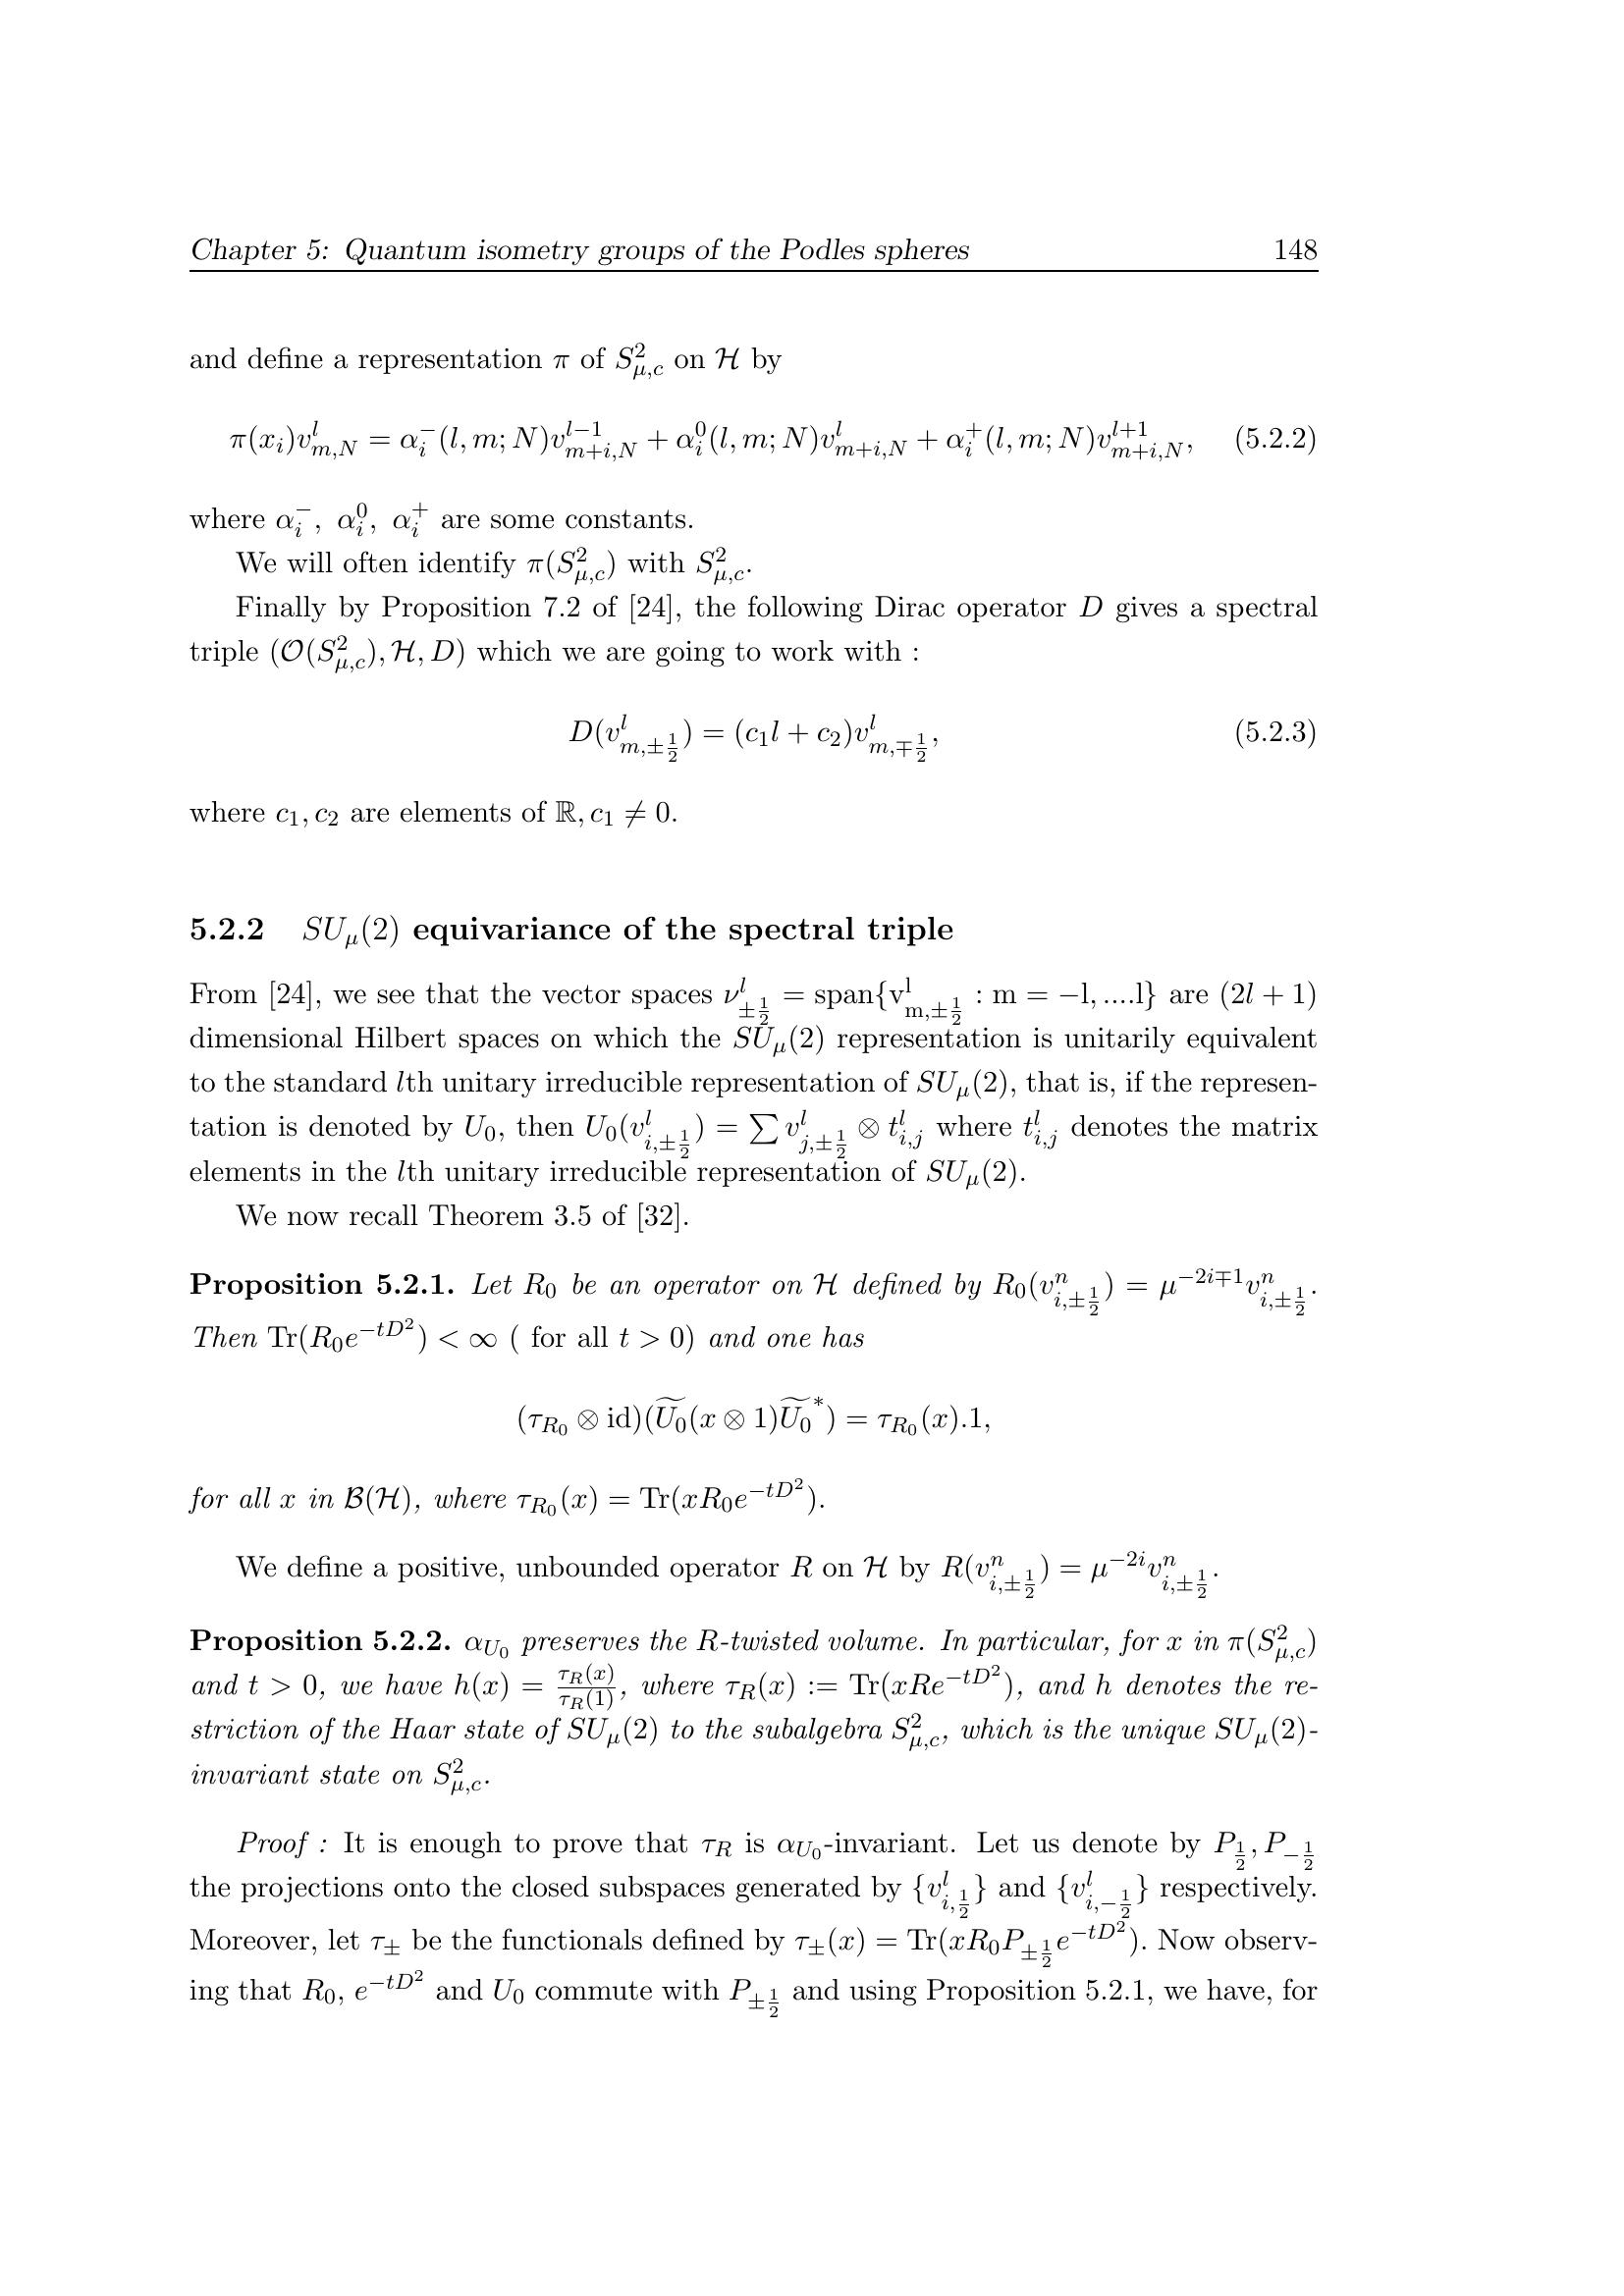 Chapter 5: Quantum isometry groups of the Podles spheres 148
and define a representation $\pi$ of $S^2_{\mu,c}$ on $\mathcal{H}$ by
$\pi(x_i)v^l_{m,N} = \alpha^-_i(l,m;N)v^{l-1}_{m+i,N} + \alpha^0_i(l,m;N)v^l_{m+i,N} + \alpha^+_i(l,m;N)v^{l+1}_{m+i,N},$ (5.2.2)
where $\alpha^-_i,\ \alpha^0_i,\ \alpha^+_i$ are some constants.
We will often identify $\pi(S^2_{\mu,c})$ with $S^2_{\mu,c}$.
Finally by Proposition 7.2 of [24], the following Dirac operator $D$ gives a spectral
triple $(\mathcal{O}(S^2_{\mu,c}), \mathcal{H}, D)$ which we are going to work with :
$D(v^l_{m,\pm\frac{1}{2}}) = (c_1 l + c_2)v^l_{m,\mp\frac{1}{2}},$ (5.2.3)
where $c_1, c_2$ are elements of $\mathbb{R}, c_1 \neq 0$.
5.2.2 $SU_\mu(2)$ equivariance of the spectral triple
From [24], we see that the vector spaces $\nu^l_{\pm\frac{1}{2}} = \mathrm{span}\{\mathrm{v}^{\mathrm{l}}_{\mathrm{m},\pm\frac{1}{2}} : \mathrm{m} = -\mathrm{l}, ....\mathrm{l}\}$ are $(2l+1)$
dimensional Hilbert spaces on which the $SU_\mu(2)$ representation is unitarily equivalent
to the standard $l$th unitary irreducible representation of $SU_\mu(2)$, that is, if the represen-
tation is denoted by $U_0$, then $U_0(v^l_{i,\pm\frac{1}{2}}) = \sum v^l_{j,\pm\frac{1}{2}} \otimes t^l_{i,j}$ where $t^l_{i,j}$ denotes the matrix
elements in the $l$th unitary irreducible representation of $SU_\mu(2)$.
We now recall Theorem 3.5 of [32].
Proposition 5.2.1. Let $R_0$ be an operator on $\mathcal{H}$ defined by $R_0(v^n_{i,\pm\frac{1}{2}}) = \mu^{-2i\mp1}v^n_{i,\pm\frac{1}{2}}$.
Then $\mathrm{Tr}(R_0e^{-tD^2}) < \infty$ ( for all $t > 0$) and one has
$(\tau_{R_0} \otimes \mathrm{id})(\widetilde{U_0}(x \otimes 1)\widetilde{U_0}^*) = \tau_{R_0}(x).1,$
for all $x$ in $\mathcal{B}(\mathcal{H})$, where $\tau_{R_0}(x) = \mathrm{Tr}(xR_0e^{-tD^2})$.
We define a positive, unbounded operator $R$ on $\mathcal{H}$ by $R(v^n_{i,\pm\frac{1}{2}}) = \mu^{-2i}v^n_{i,\pm\frac{1}{2}}$.
Proposition 5.2.2. $\alpha_{U_0}$ preserves the $R$-twisted volume. In particular, for $x$ in $\pi(S^2_{\mu,c})$
and $t > 0$, we have $h(x) = \frac{\tau_R(x)}{\tau_R(1)}$, where $\tau_R(x) := \mathrm{Tr}(xRe^{-tD^2})$, and $h$ denotes the re-
striction of the Haar state of $SU_\mu(2)$ to the subalgebra $S^2_{\mu,c}$, which is the unique $SU_\mu(2)$-
invariant state on $S^2_{\mu,c}$.
Proof : It is enough to prove that $\tau_R$ is $\alpha_{U_0}$-invariant. Let us denote by $P_{\frac{1}{2}}, P_{-\frac{1}{2}}$
the projections onto the closed subspaces generated by $\{v^l_{i,\frac{1}{2}}\}$ and $\{v^l_{i,-\frac{1}{2}}\}$ respectively.
Moreover, let $\tau_\pm$ be the functionals defined by $\tau_\pm(x) = \mathrm{Tr}(xR_0P_{\pm\frac{1}{2}}e^{-tD^2})$. Now observ-
ing that $R_0$, $e^{-tD^2}$ and $U_0$ commute with $P_{\pm\frac{1}{2}}$ and using Proposition 5.2.1, we have, for